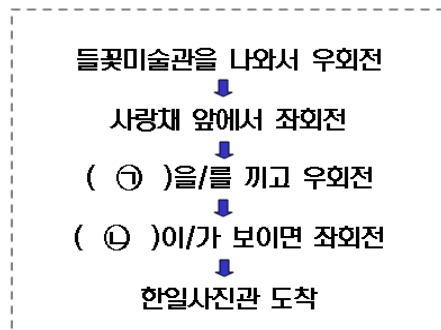 들꽃미술관을 나와서 우회전
사랑채 앞에서 좌회전
( ㉠ )을/를 끼고 우회전
( ㉡ )이/가 보이면 좌회전
한일사진관 도착